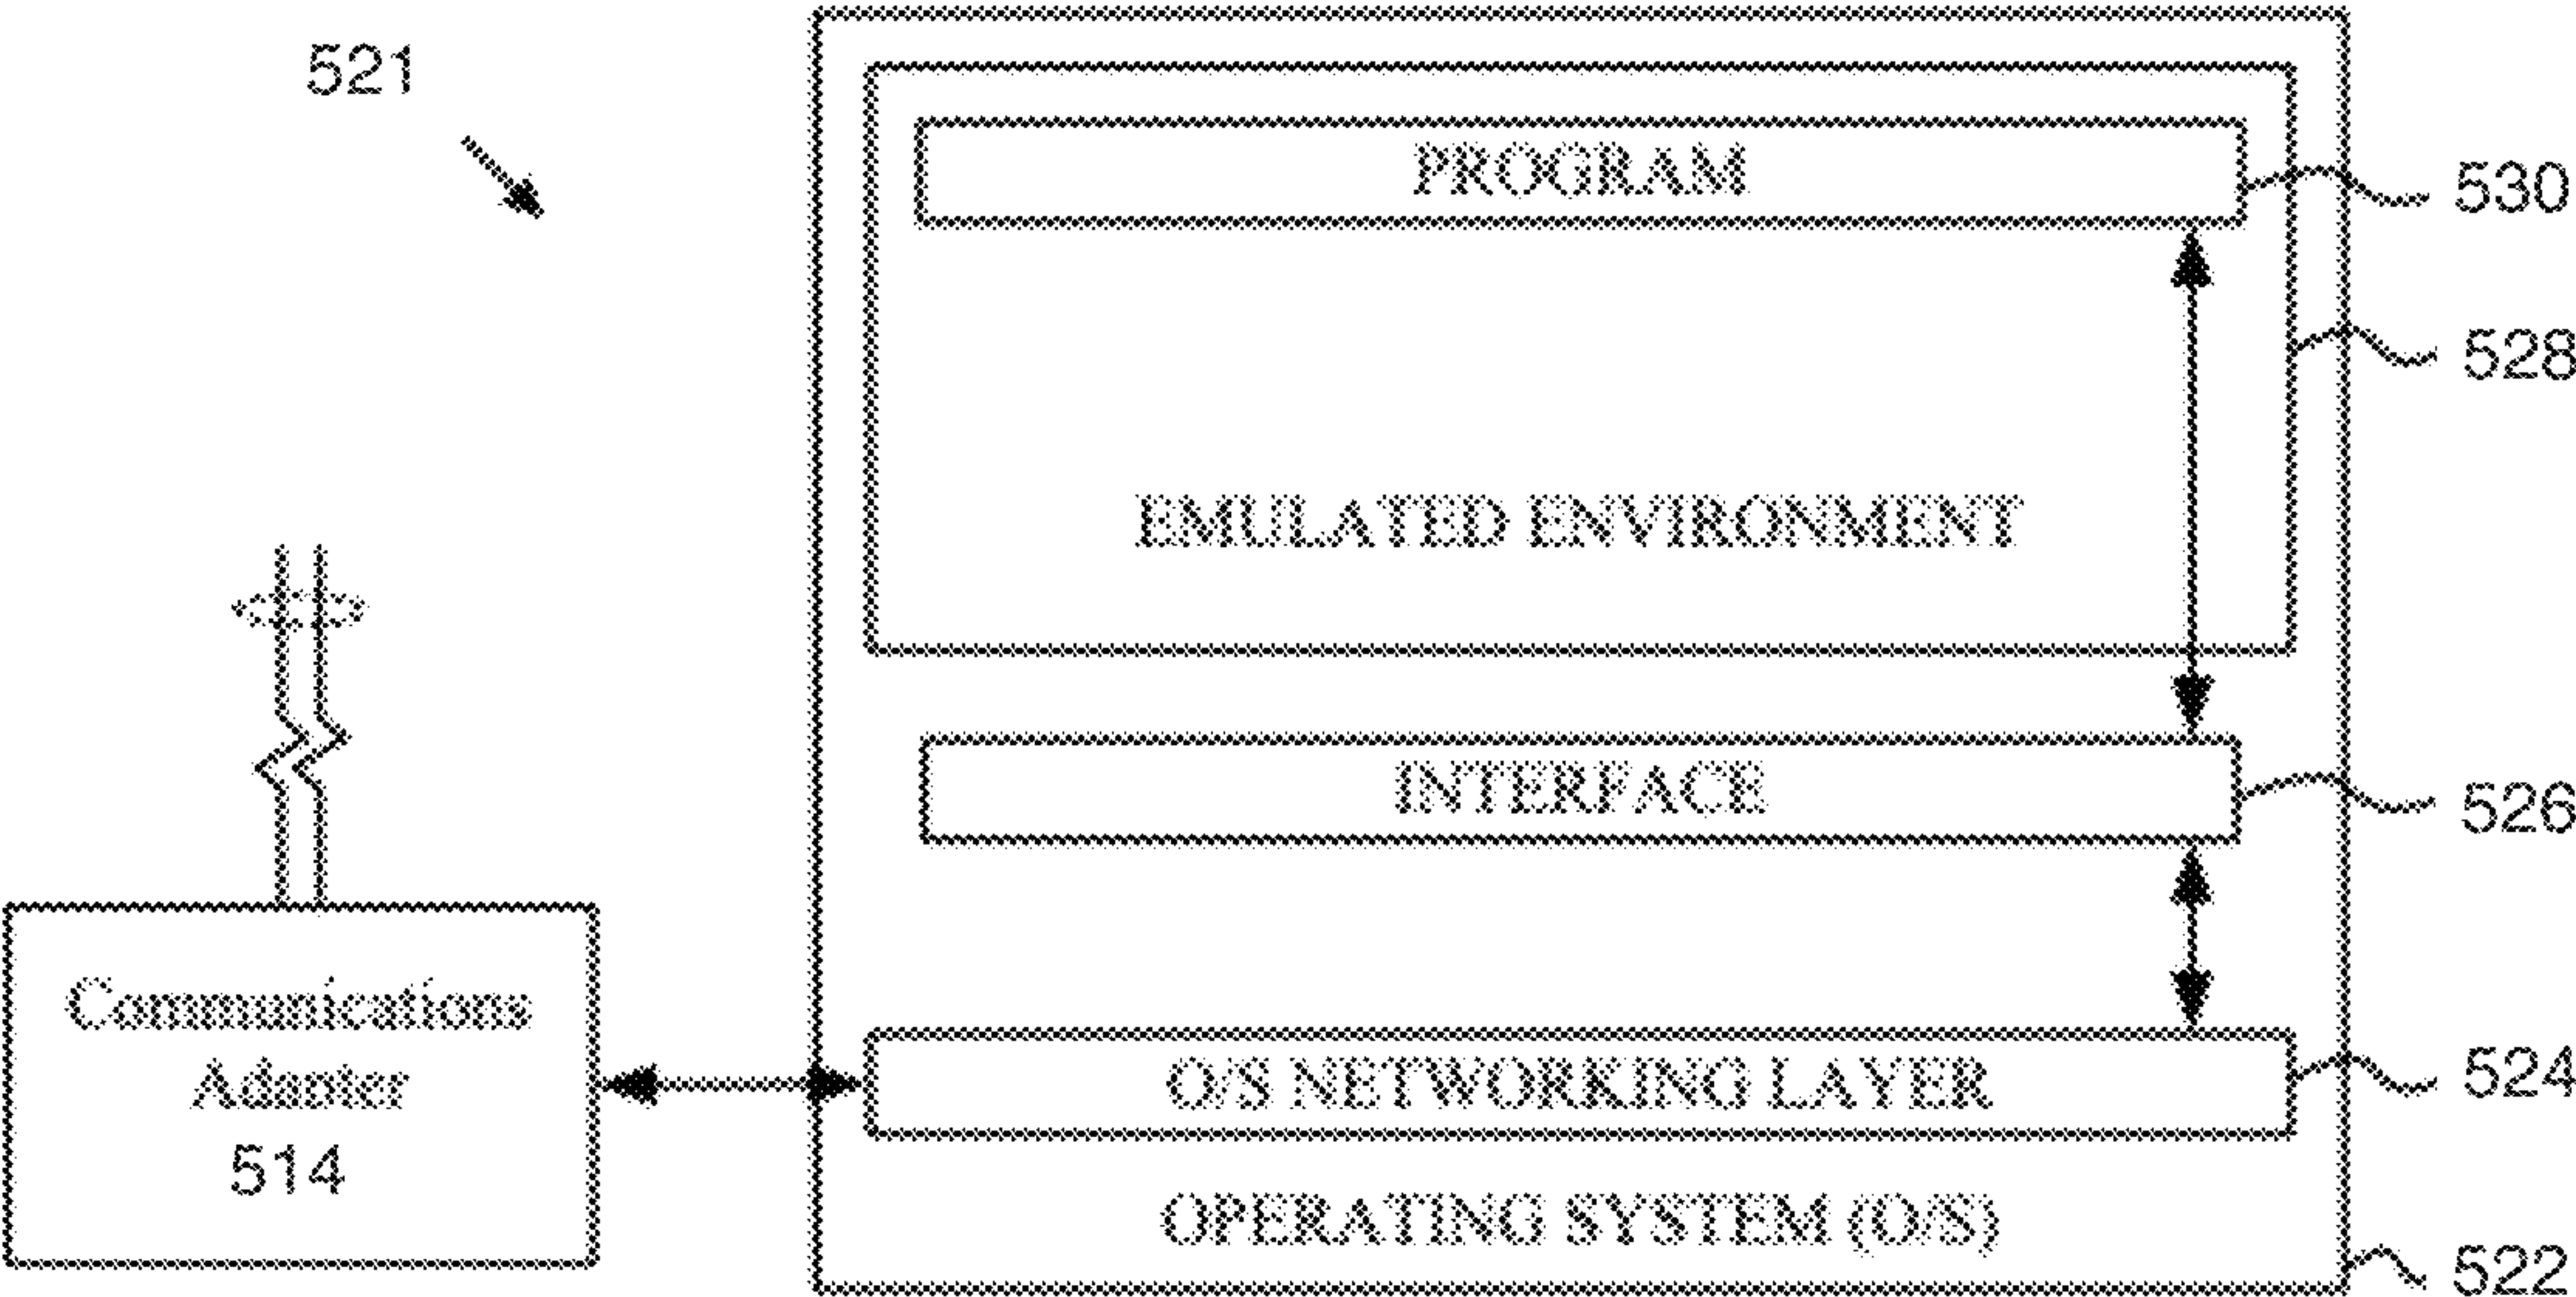 521
PROGRAM
530
528
EMULATED ENVIRONMENT
INTERFACE
526
Communications
Adapter
514
O/S NETWORKING LAYER
524
OPERATING SYSTEM (O/S)
522